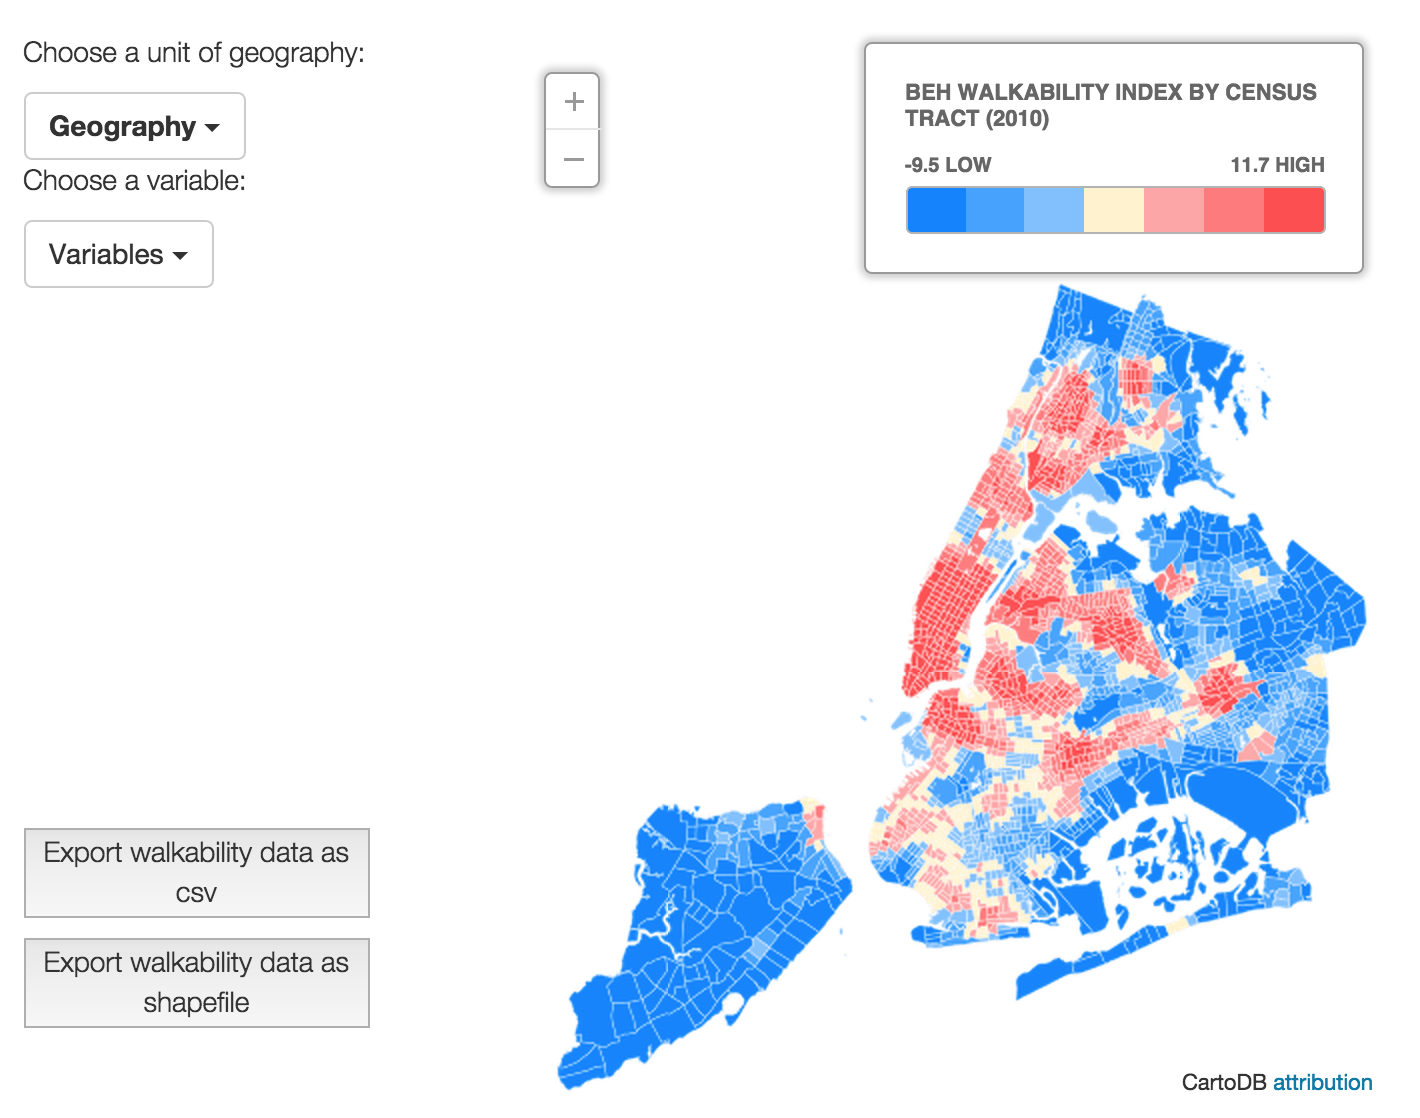 Choose a unit of geography:
Geography
Choose a variable:
Variables
+
−
BEH WALKABILITY INDEX BY CENSUS
TRACT (2010)
-9.5 LOW 11.7 HIGH
Export walkability data as
csv
Export walkability data as
shapefile
CartoDB attribution